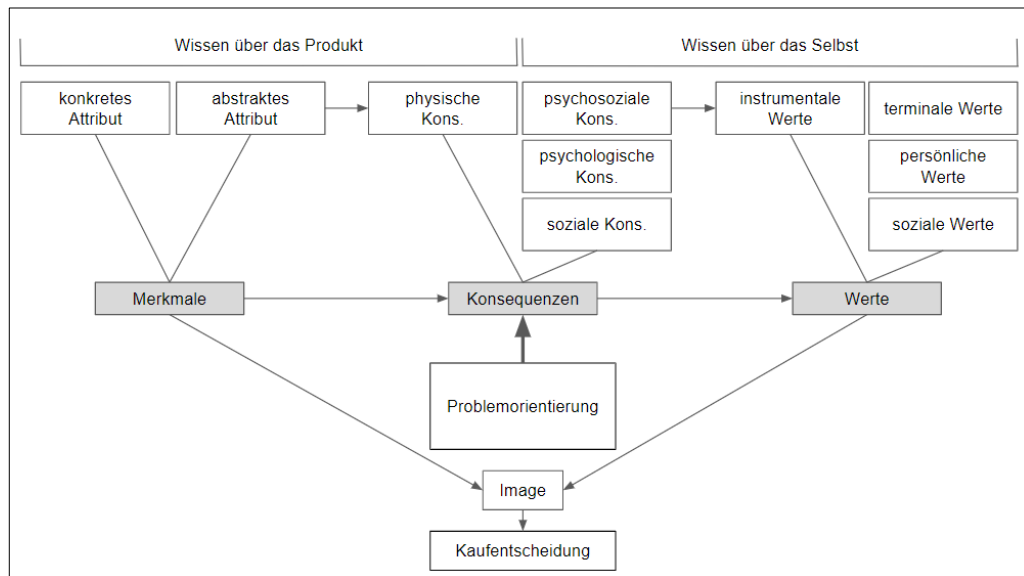 Wissen über das Produkt
Wissen über das Selbst
konkretes
Attribut
abstraktes
Attribut
physische
Kons.
psychosoziale
Kons.
instrumentale
Werte
terminale Werte
psychologische
Kons.
persönliche
Werte
soziale Kons.
soziale Werte
Merkmale
Konsequenzen
Werte
Problemorientierung
Image
Kaufentscheidung